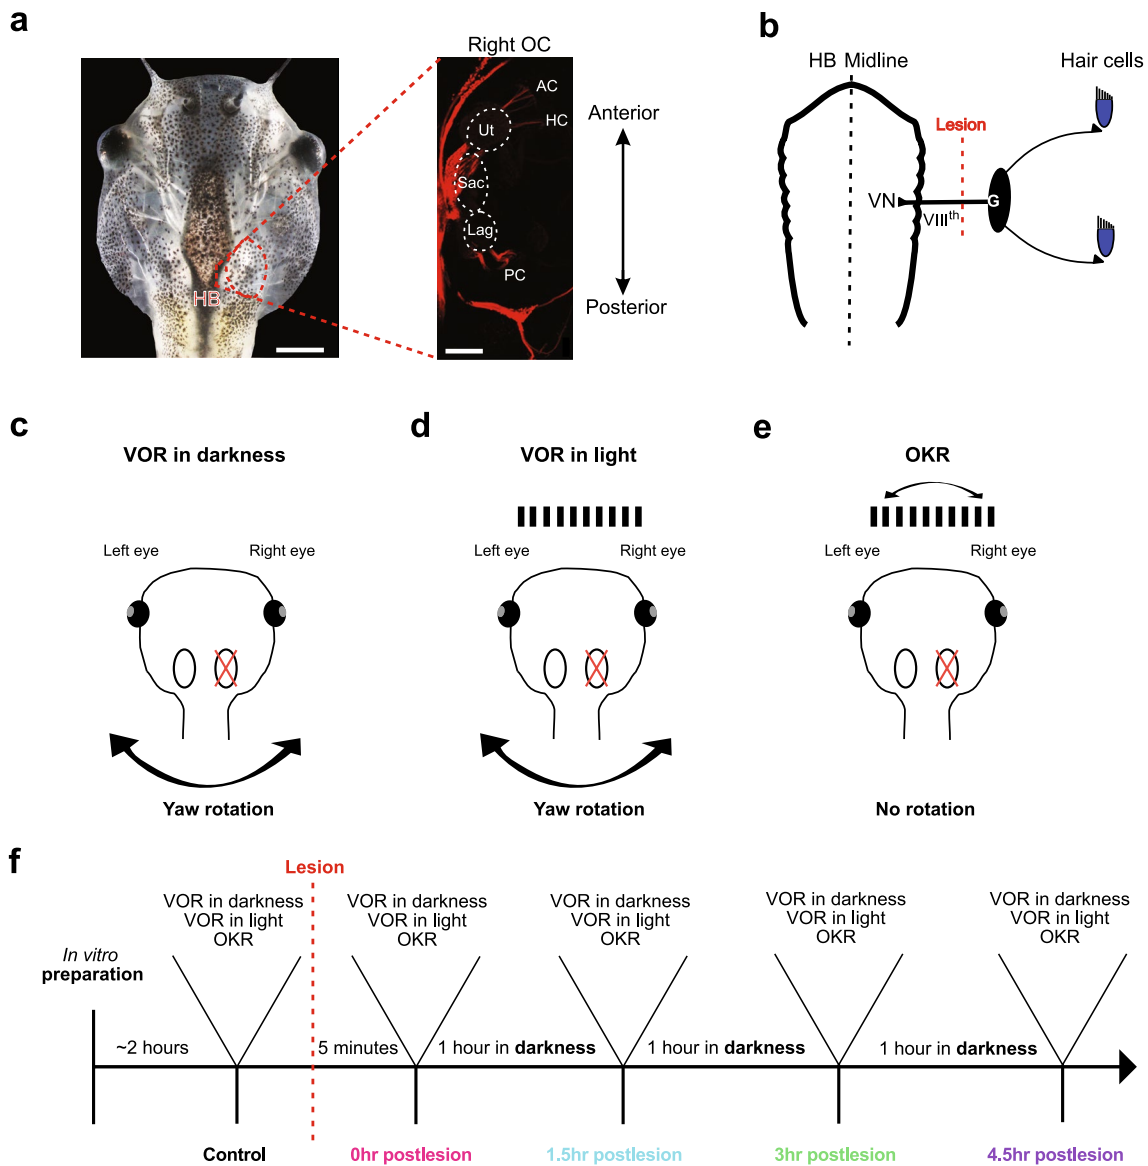 a
Right OC
AC
HC
Ut
Sac
Lag
PC
HB
Anterior
Posterior
b
HB Midline
Hair cells
Lesion
VN
VIIIth
G
c
VOR in darkness
Left eye
Right eye
Yaw rotation
d
VOR in light
Left eye
Right eye
Yaw rotation
e
OKR
Left eye
Right eye
No rotation
f
Lesion
In vitro
preparation
VOR in darkness
VOR in light
OKR
VOR in darkness
VOR in light
OKR
VOR in darkness
VOR in light
OKR
VOR in darkness
VOR in light
OKR
VOR in darkness
VOR in light
OKR
~2 hours
5 minutes
1 hour in darkness
1 hour in darkness
1 hour in darkness
Control
0hr postlesion
1.5hr postlesion
3hr postlesion
4.5hr postlesion